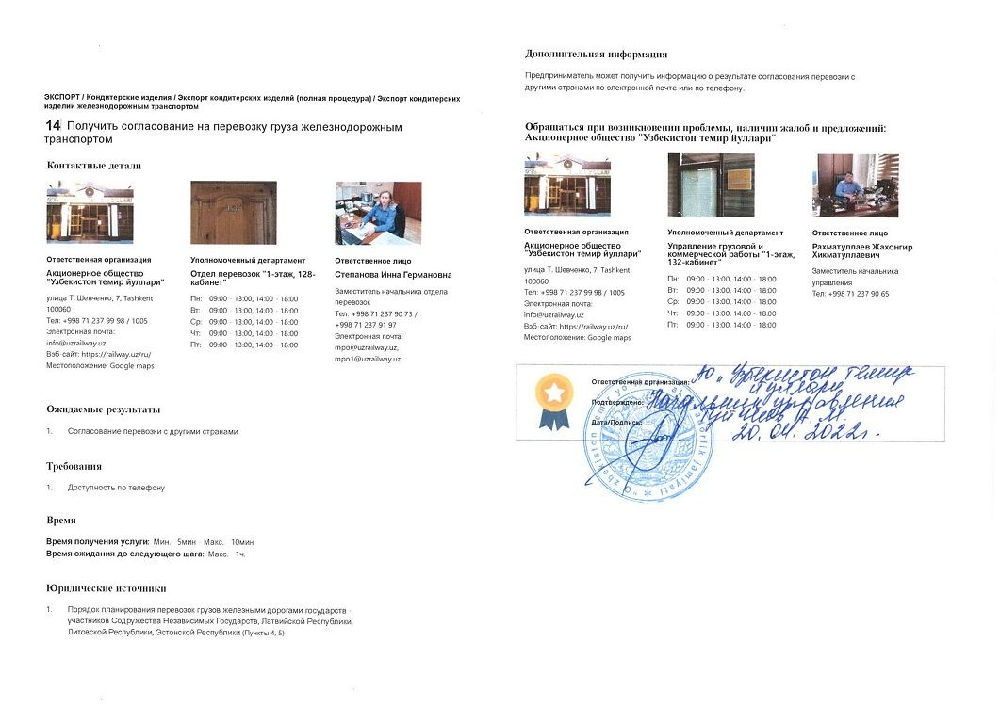 ЭКСПОРТ / Кондитерские изделия / Экспорт кондитерских изделий (полная процедура) / Экспорт кондитерских
изделий железнодорожным транспортом
14 Получить согласование на перевозку груза железнодорожным
транспортом
Контактные детали
Ответственная организация
Акционерное общество
"Узбекистон темир йуллари"
улица Т. Шевченко, 7, Tashkent
100060
Тел: +998 71 237 99 98 / 1005
Электронная почта:
info@uzrailway.uz
Вэб-сайт: https://railway.uz/ru/
Местоположение: Google maps
Уполномоченный департамент
Отдел перевозок "1-этаж, 128-
кабинет"
Пн: 09:00 - 13:00, 14:00 - 18:00
Вт: 09:00 - 13:00, 14:00 - 18:00
Ср: 09:00 - 13:00, 14:00 - 18:00
Чт: 09:00 - 13:00, 14:00 - 18:00
Пт: 09:00 - 13:00, 14:00 - 18:00
Ответственное лицо
Степанова Инна Германовна
Заместитель начальника отдела
перевозок
Тел: +998 71 237 90 73 /
+998 71 237 91 97
Электронная почта:
mpo@uzrailway.uz,
mpo1@uzrailway.uz
Ожидаемые результаты
1. Согласование перевозки с другими странами
Требования
1. Доступность по телефону
Время
Время получения услуги: Мин. 5мин - Макс. 10мин
Время ожидания до следующего шага: Макс. 1ч.
Юридические источники
1. Порядок планирования перевозок грузов железными дорогами государств -
участников Содружества Независимых Государств, Латвийской Республики,
Литовской Республики, Эстонской Республики (Пункты 4, 5)
Дополнительная информация
Предприниматель может получить информацию о результате согласования перевозки с
другими странами по электронной почте или по телефону.
Обращаться при возникновении проблемы, наличии жалоб и предложений:
Акционерное общество "Узбекистон темир йуллари"
Ответственная организация
Акционерное общество
"Узбекистон темир йуллари"
улица Т. Шевченко, 7, Tashkent
100060
Тел: +998 71 237 99 98 / 1005
Электронная почта:
info@uzrailway.uz
Вэб-сайт: https://railway.uz/ru/
Местоположение: Google maps
Уполномоченный департамент
Управление грузовой и
коммерческой работы "1-этаж,
132-кабинет"
Пн: 09:00 - 13:00, 14:00 - 18:00
Вт: 09:00 - 13:00, 14:00 - 18:00
Ср: 09:00 - 13:00, 14:00 - 18:00
Чт: 09:00 - 13:00, 14:00 - 18:00
Пт: 09:00 - 13:00, 14:00 - 18:00
Ответственное лицо
Рахматуллаев Жахонгир
Хикматуллаевич
Заместитель начальника
управления
Тел: +998 71 237 90 65
Ответственная организация: АО "Узбекистон темир
йуллари
Подтверждено: Начальник управления
А. М.
Дата/Подпись: 20.04.2022г.